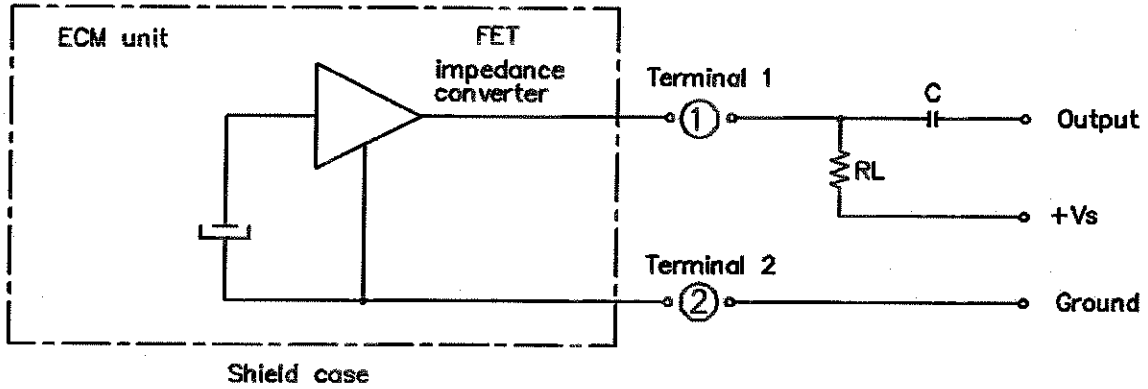 ECM unit
FET
impedance
converter
Terminal 1
1
C
Output
RL
+Vs
Terminal 2
2
Ground
Shield case